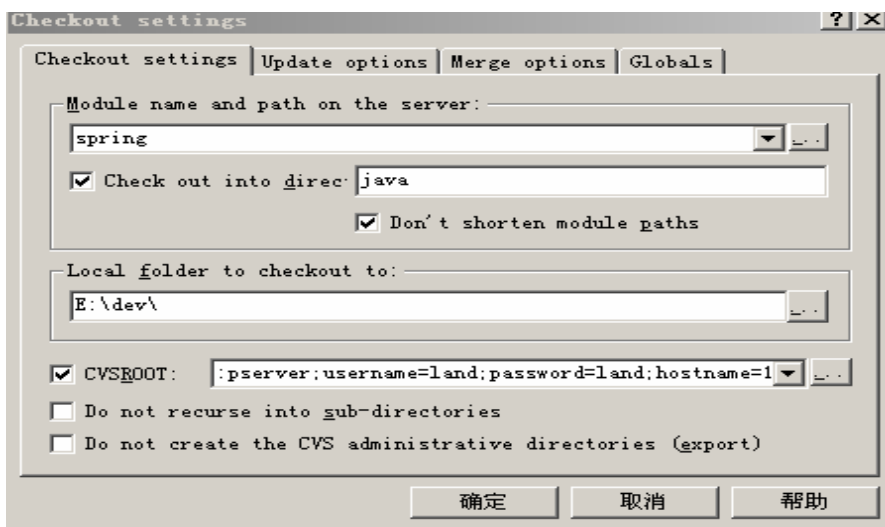 Checkout settings
Checkout settings Update options Merge options Globals
Module name and path on the server:
spring
Check out into direc java
Don't shorten module paths
Local folder to checkout to:
E:\dev\
CVSROOT: :pserver;username=land;password=land;hostname=1
Do not recurse into sub-directories
Do not create the CVS administrative directories (export)
确定 取消 帮助